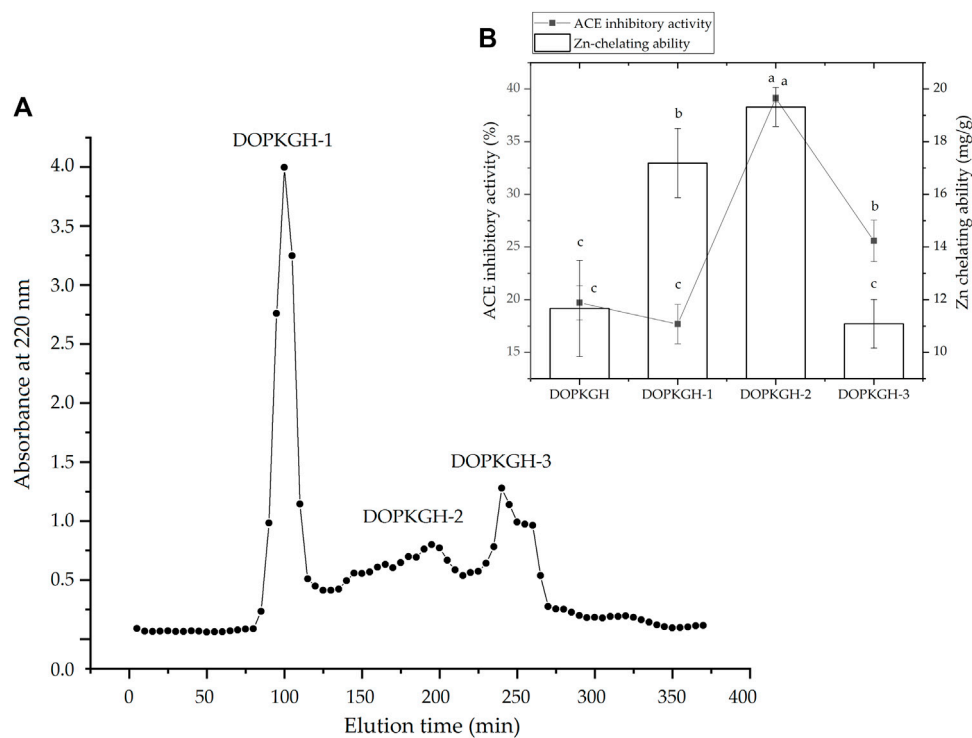 B
ACE inhibitory activity
Zn-chelating ability
ACE inhibitory activity (%)
40
35
30
25
20
15
Zn chelating ability (mg/g)
20
18
16
14
12
10
c
c
b
c
a
a
b
c
DOPKGH
DOPKGH-1
DOPKGH-2
DOPKGH-3
A
Absorbance at 220 nm
4.0
3.5
3.0
2.5
2.0
1.5
1.0
0.5
0.0
DOPKGH-1
DOPKGH-2
DOPKGH-3
0
50
100
150
200
250
300
350
400
Elution time (min)